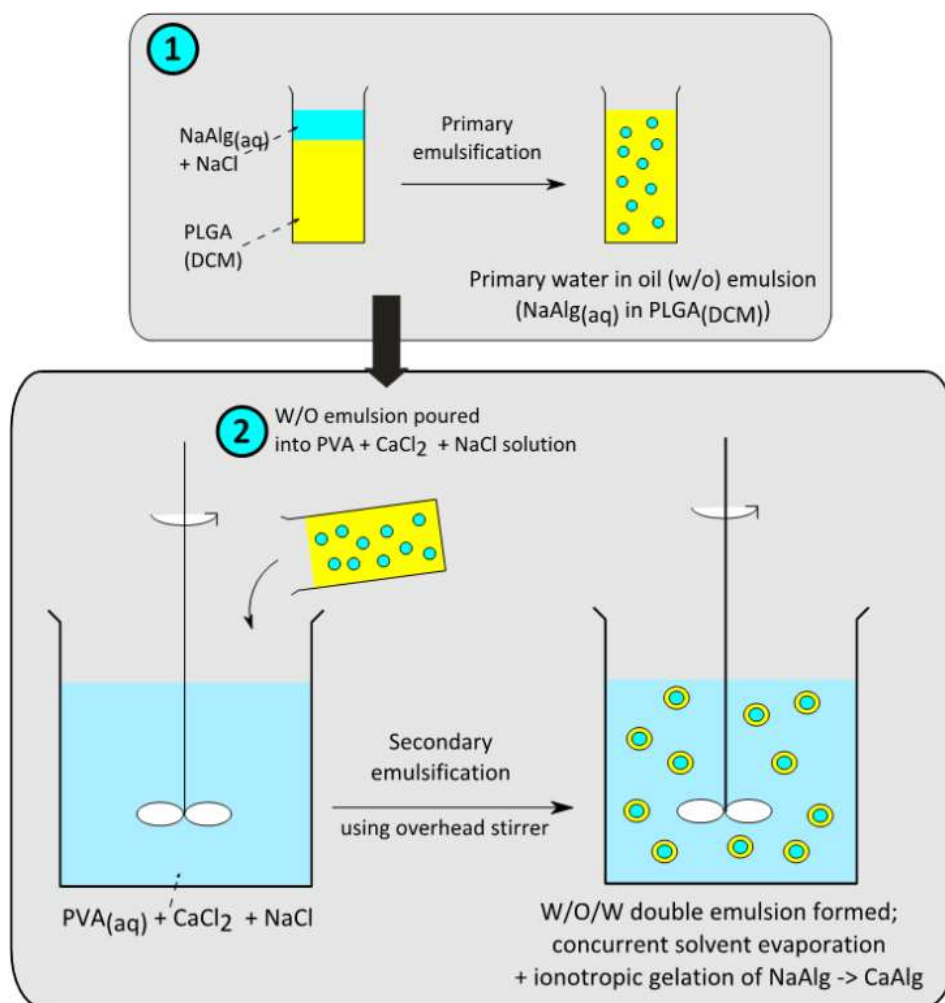 1
NaAlg(aq)
+ NaCl
PLGA
(DCM)
Primary
emulsification
Primary water in oil (w/o) emulsion
(NaAlg(aq) in PLGA(DCM))
2
W/O emulsion poured
into PVA + CaCl2 + NaCl solution
Secondary
emulsification
using overhead stirrer
PVA(aq) + CaCl2 + NaCl
W/O/W double emulsion formed;
concurrent solvent evaporation
+ ionotropic gelation of NaAlg -> CaAlg